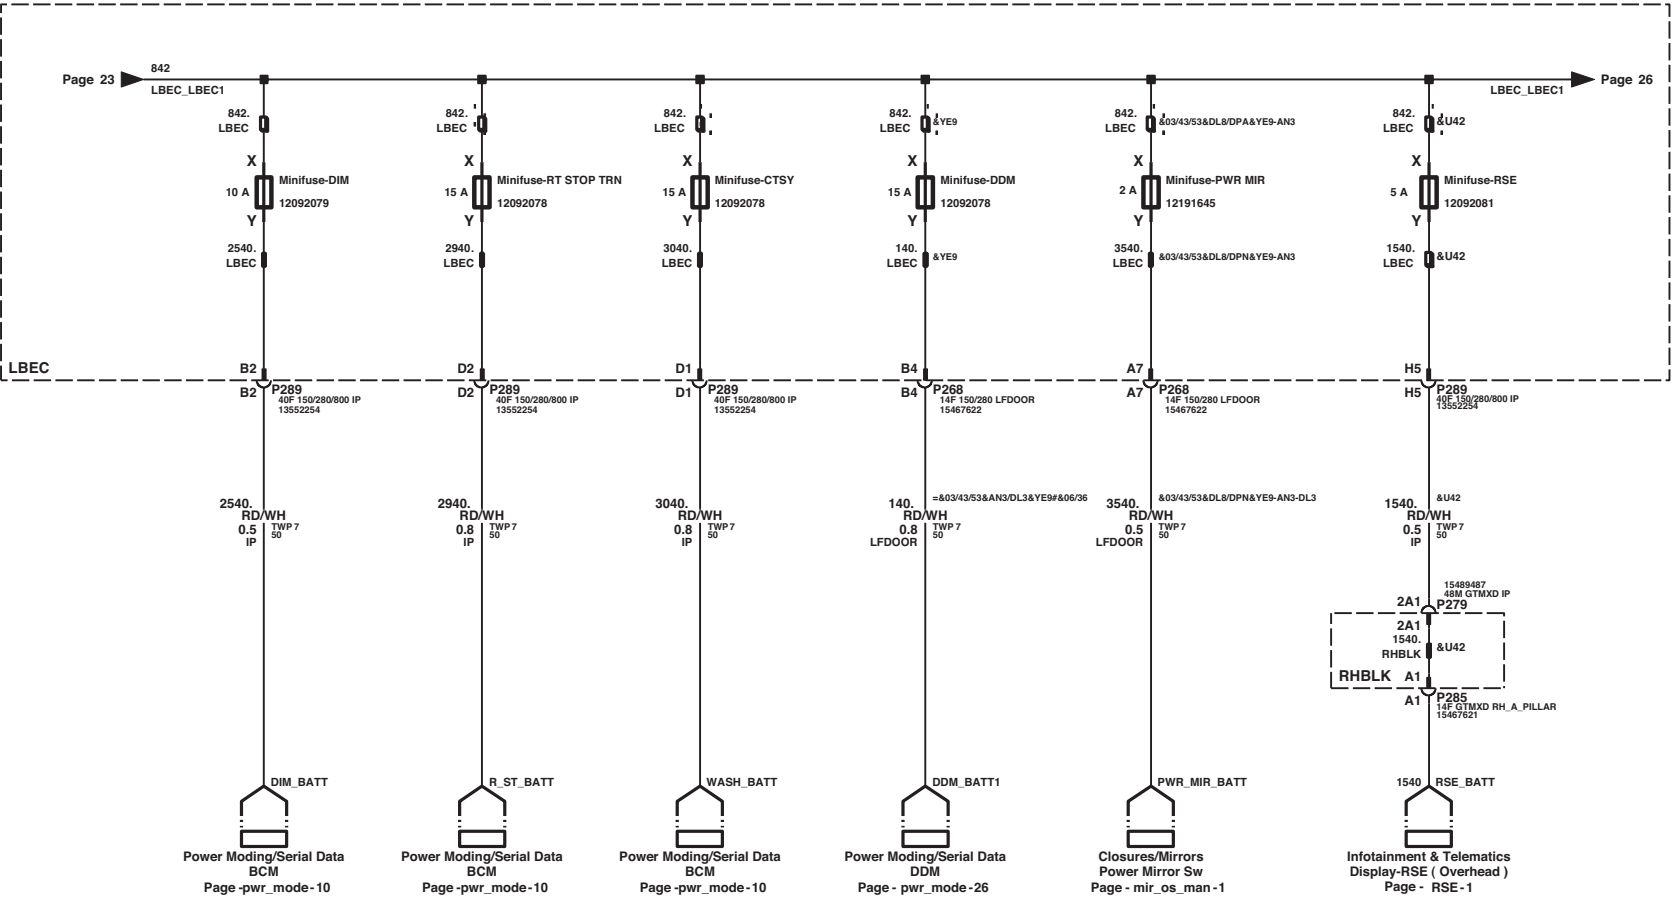 Page 23
842
LBEC_LBEC1
LBEC_LBEC1
Page 26
842.
LBEC
X
10 A
Minifuse-DIM
12092079
Y
2540.
LBEC
842.
LBEC
X
15 A
Minifuse-RT STOP TRN
12092078
Y
2940.
LBEC
842.
LBEC
X
15 A
Minifuse-CTSY
12092078
Y
3040.
LBEC
842.
LBEC
&YE9
X
15 A
Minifuse-DDM
12092078
Y
140.
LBEC
&YE9
842.
LBEC
&03/43/53&DL8/DPA&YE9-AN3
X
2 A
Minifuse-PWR MIR
12191645
Y
3540.
LBEC
&03/43/53&DL8/DPN&YE9-AN3
842.
LBEC
&U42
X
5 A
Minifuse-RSE
12092081
Y
1540.
LBEC
&U42
LBEC
B2
B2
P289
40F 150/280/800 IP
13552254
D2
D2
P289
40F 150/280/800 IP
13552254
D1
D1
P289
40F 150/280/800 IP
13552254
B4
B4
P268
14F 150/280 LFDOOR
15467622
A7
A7
P268
14F 150/280 LFDOOR
15467622
H5
H5
P289
40F 150/280/800 IP
13552254
2540.
RD/WH
0.5
TWP 7
50
IP
2940.
RD/WH
0.8
TWP 7
50
IP
3040.
RD/WH
0.8
TWP 7
50
IP
140.
=&03/43/53&AN3/DL3&YE9#&06/36
RD/WH
0.8
TWP 7
50
LFDOOR
3540.
&03/43/53&DL8/DPN&YE9-AN3-DL3
RD/WH
0.5
TWP 7
50
LFDOOR
1540.
&U42
RD/WH
0.5
TWP 7
50
IP
15489487
48M GTMXD IP
2A1
P279
2A1
1540.
RHBLK
&U42
RHBLK
A1
A1
P285
14F GTMXD RH_A_PILLAR
15467621
DIM_BATT
R_ST_BATT
WASH_BATT
DDM_BATT1
PWR_MIR_BATT
1540
RSE_BATT
Power Moding/Serial Data
BCM
Page -pwr_mode-10
Power Moding/Serial Data
BCM
Page -pwr_mode-10
Power Moding/Serial Data
BCM
Page -pwr_mode-10
Power Moding/Serial Data
DDM
Page - pwr_mode-26
Closures/Mirrors
Power Mirror Sw
Page - mir_os_man-1
Infotainment & Telematics
Display-RSE ( Overhead )
Page - RSE-1